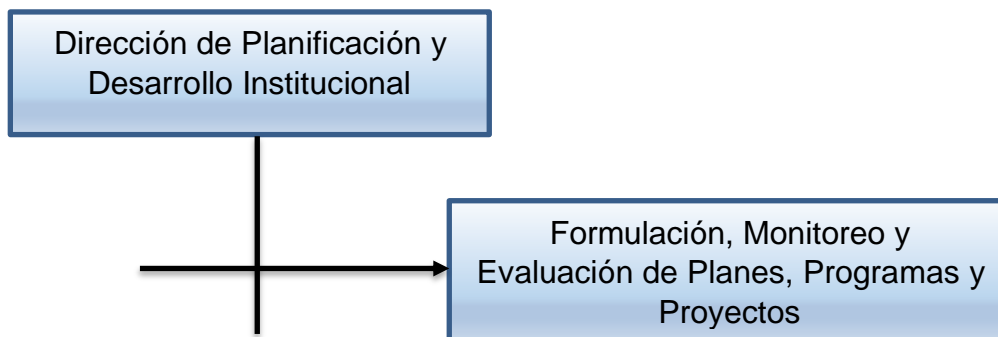 Dirección de Planificación y
Desarrollo Institucional
Formulación, Monitoreo y
Evaluación de Planes, Programas y
Proyectos